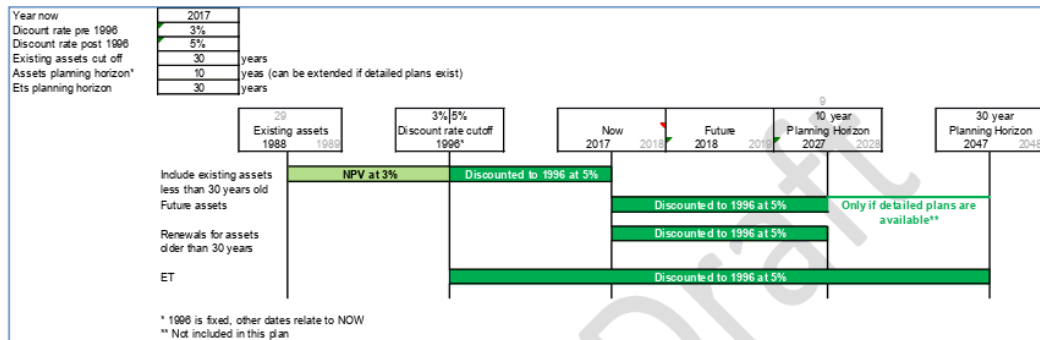 Year now 2017
Dicount rate pre 1996 3%
Discount rate post 1996 5%
Existing assets cut off 30 years
Assets planning horizon* 10 yeas (can be extended if detailed plans exist)
Ets planning horizon 30 years
29 3% 5% 9 10 year 30 year
Existing assets Discount rate cutoff Now Future Planning Horizon Planning Horizon
1988 1989 1996* 2017 2018 2018 2019 2027 2028 2047 2048
Include existing assets NPV at 3% Discounted to 1996 at 5%
less than 30 years old
Future assets Discounted to 1996 at 5% Only if detailed plans are
available**
Renewals for assets Discounted to 1996 at 5%
older than 30 years
ET Discounted to 1996 at 5%
* 1996 is fixed, other dates relate to NOW
** Not included in this plan
Draft